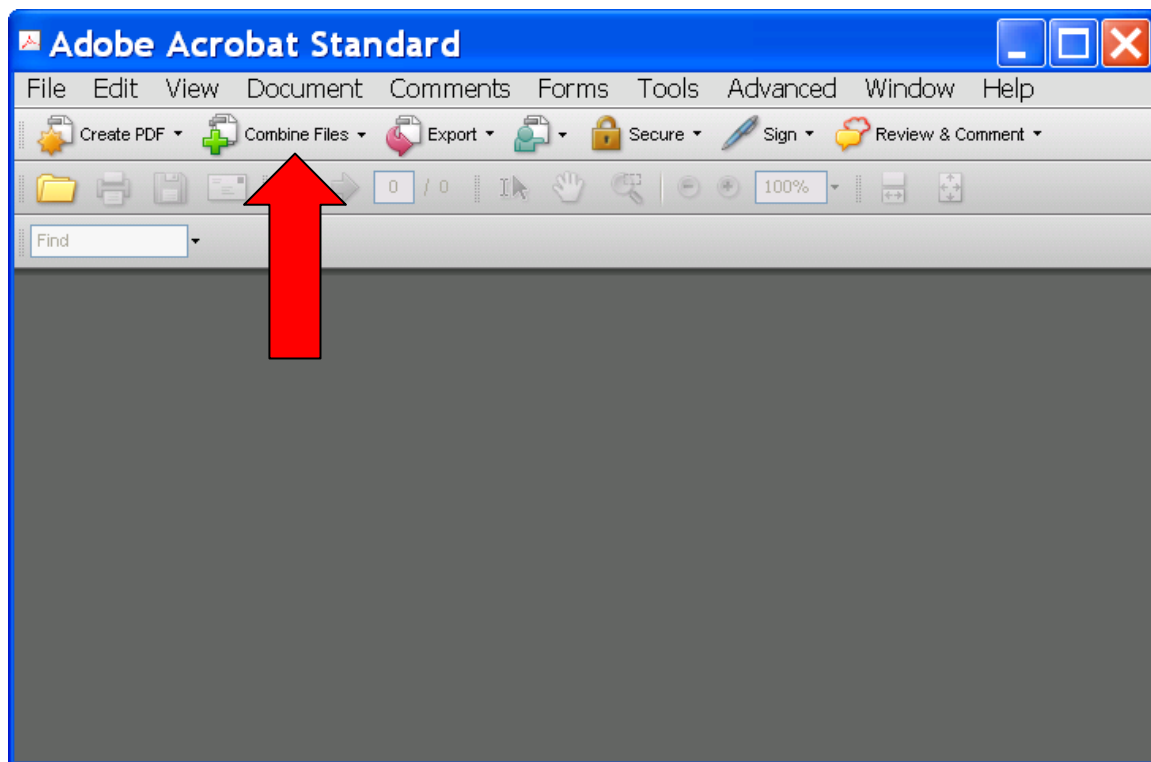 Adobe Acrobat Standard
File Edit View Document Comments Forms Tools Advanced Window Help
Create PDF Combine Files Export Secure Sign Review & Comment
0 / 0 100%
Find